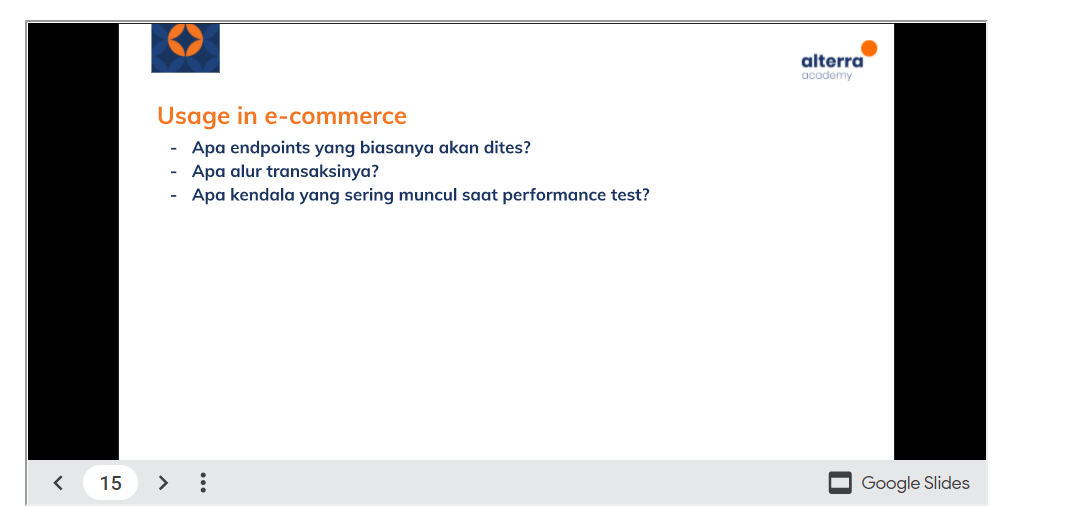 alterra
academy
Usage in e-commerce
- Apa endpoints yang biasanya akan dites?
- Apa alur transaksinya?
- Apa kendala yang sering muncul saat performance test?
15
Google Slides